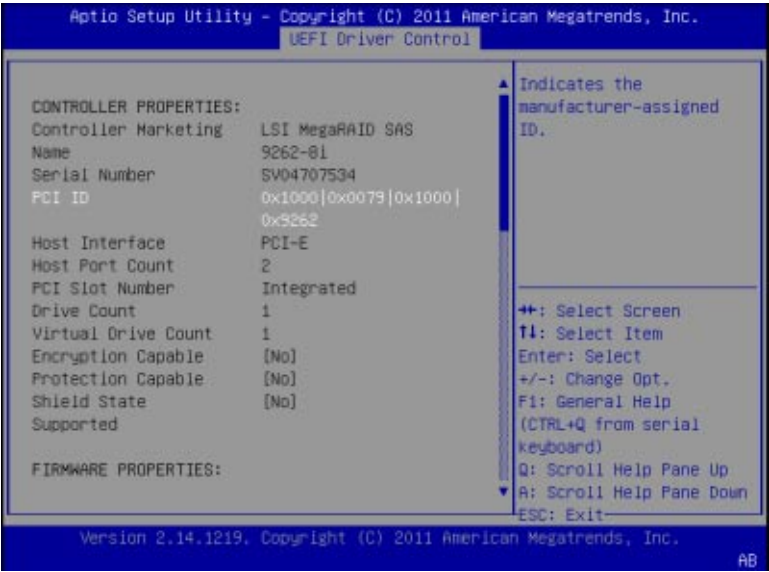 Aptio Setup Utility – Copyright (C) 2011 American Megatrends, Inc.
UEFI Driver Control
CONTROLLER PROPERTIES:
Controller Marketing Name LSI MegaRAID SAS 9262-8i
Serial Number SV04707534
PCI ID 0x1000|0x0079|0x1000|0x9262
Host Interface PCI-E
Host Port Count 2
PCI Slot Number Integrated
Drive Count 1
Virtual Drive Count 1
Encryption Capable [No]
Protection Capable [No]
Shield State Supported [No]
FIRMWARE PROPERTIES:
Indicates the
manufacturer-assigned
ID.
→←: Select Screen
↑↓: Select Item
Enter: Select
+/-: Change Opt.
F1: General Help
(CTRL+Q from serial
keyboard)
Q: Scroll Help Pane Up
A: Scroll Help Pane Down
ESC: Exit
Version 2.14.1219. Copyright (C) 2011 American Megatrends, Inc.
AB